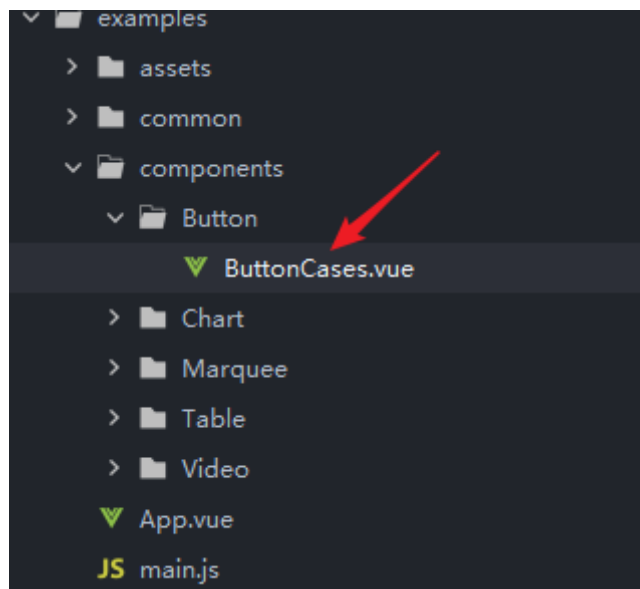 examples
assets
common
components
Button
ButtonCases.vue
Chart
Marquee
Table
Video
App.vue
JS main.js